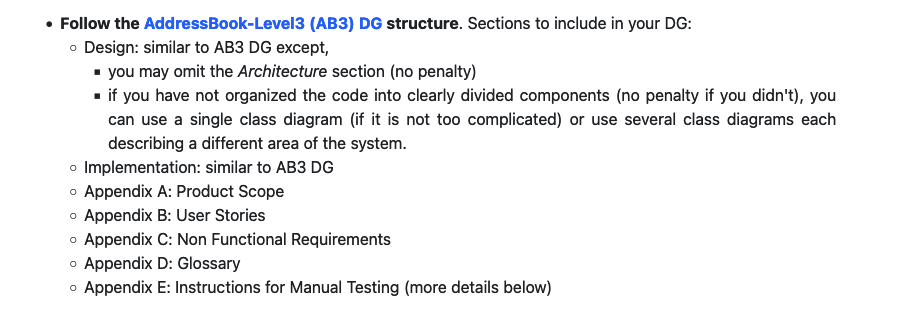 • Follow the AddressBook-Level3 (AB3) DG structure. Sections to include in your DG:
◦ Design: similar to AB3 DG except,
▪ you may omit the Architecture section (no penalty)
▪ if you have not organized the code into clearly divided components (no penalty if you didn't), you
can use a single class diagram (if it is not too complicated) or use several class diagrams each
describing a different area of the system.
◦ Implementation: similar to AB3 DG
◦ Appendix A: Product Scope
◦ Appendix B: User Stories
◦ Appendix C: Non Functional Requirements
◦ Appendix D: Glossary
◦ Appendix E: Instructions for Manual Testing (more details below)